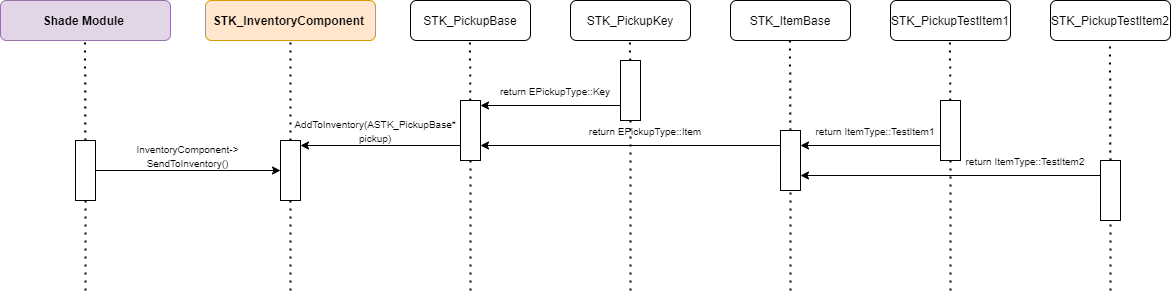 Shade Module
STK_InventoryComponent
STK_PickupBase
STK_PickupKey
STK_ItemBase
STK_PickupTestItem1
STK_PickupTestItem2
return EPickupType::Key
AddToInventory(ASTK_PickupBase*
pickup)
return EPickupType::Item
return ItemType::TestItem1
InventoryComponent->
SendToInventory()
return ItemType::TestItem2